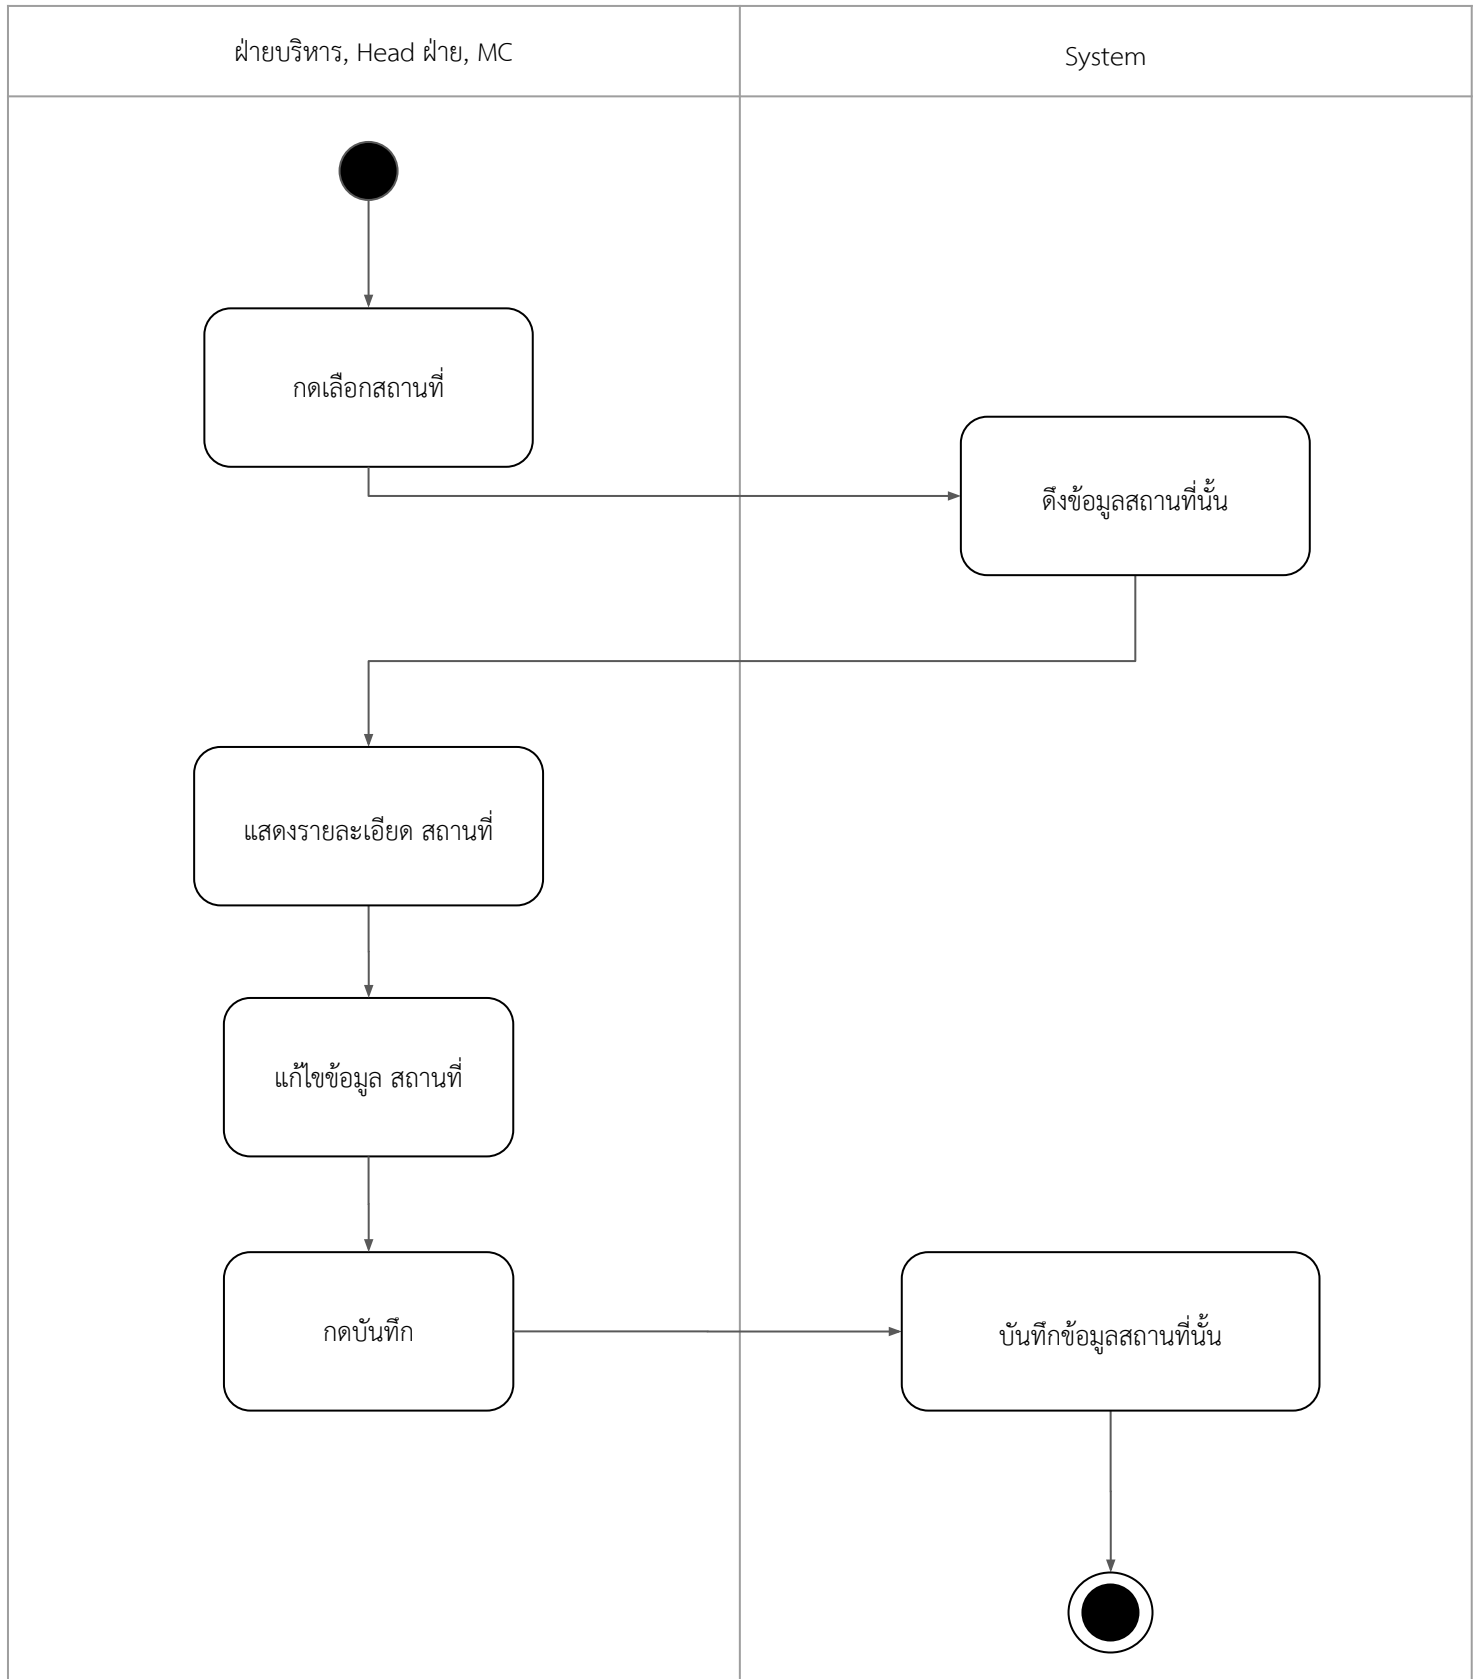 ฝ่ายบริหาร, Head ฝ่าย, MC
System
กดเลือกสถานที่
ดึงข้อมูลสถานที่นั้น
แสดงรายละเอียด สถานที่
แก้ไขข้อมูล สถานที่
กดบันทึก
บันทึกข้อมูลสถานที่นั้น